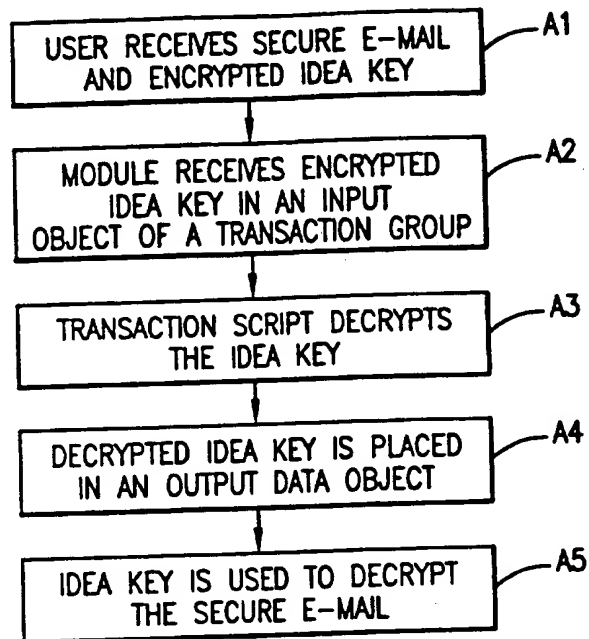 USER RECEIVES SECURE E-MAIL
AND ENCRYPTED IDEA KEY
A1
MODULE RECEIVES ENCRYPTED
IDEA KEY IN AN INPUT
OBJECT OF A TRANSACTION GROUP
A2
TRANSACTION SCRIPT DECRYPTS
THE IDEA KEY
A3
DECRYPTED IDEA KEY IS PLACED
IN AN OUTPUT DATA OBJECT
A4
IDEA KEY IS USED TO DECRYPT
THE SECURE E-MAIL
A5